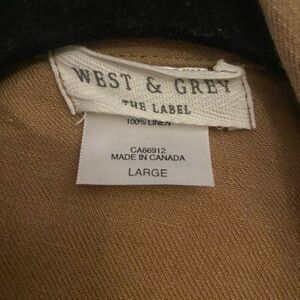 WEST & GREY
THE LABEL
100% LINEN
CA66912
MADE IN CANADA
LARGE